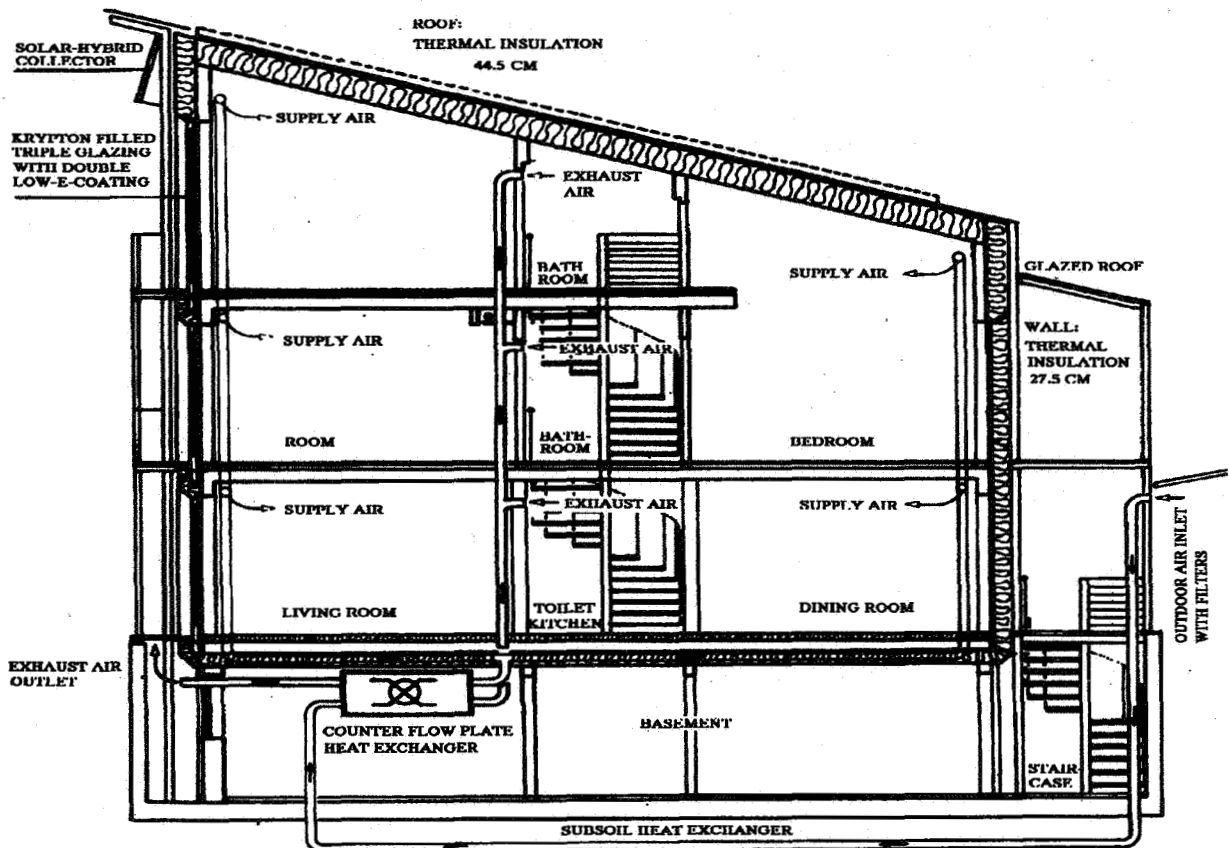 ROOF:
THERMAL INSULATION
44.5 CM
SOLAR-HYBRID
COLLECTOR
SUPPLY AIR
KRYPTON FILLED
TRIPLE GLAZING
WITH DOUBLE
LOW-E-COATING
EXHAUST
AIR
BATH
ROOM
SUPPLY AIR
GLAZED ROOF
SUPPLY AIR
EXHAUST AIR
WALL:
THERMAL
INSULATION
27.5 CM
ROOM
BATH-
ROOM
BEDROOM
SUPPLY AIR
EXHAUST AIR
SUPPLY AIR
OUTDOOR AIR INLET
WITH FILTERS
LIVING ROOM
TOILET
KITCHEN
DINING ROOM
EXHAUST AIR
OUTLET
COUNTER FLOW PLATE
HEAT EXCHANGER
BASEMENT
STAIR-
CASE
SUBSOIL HEAT EXCHANGER